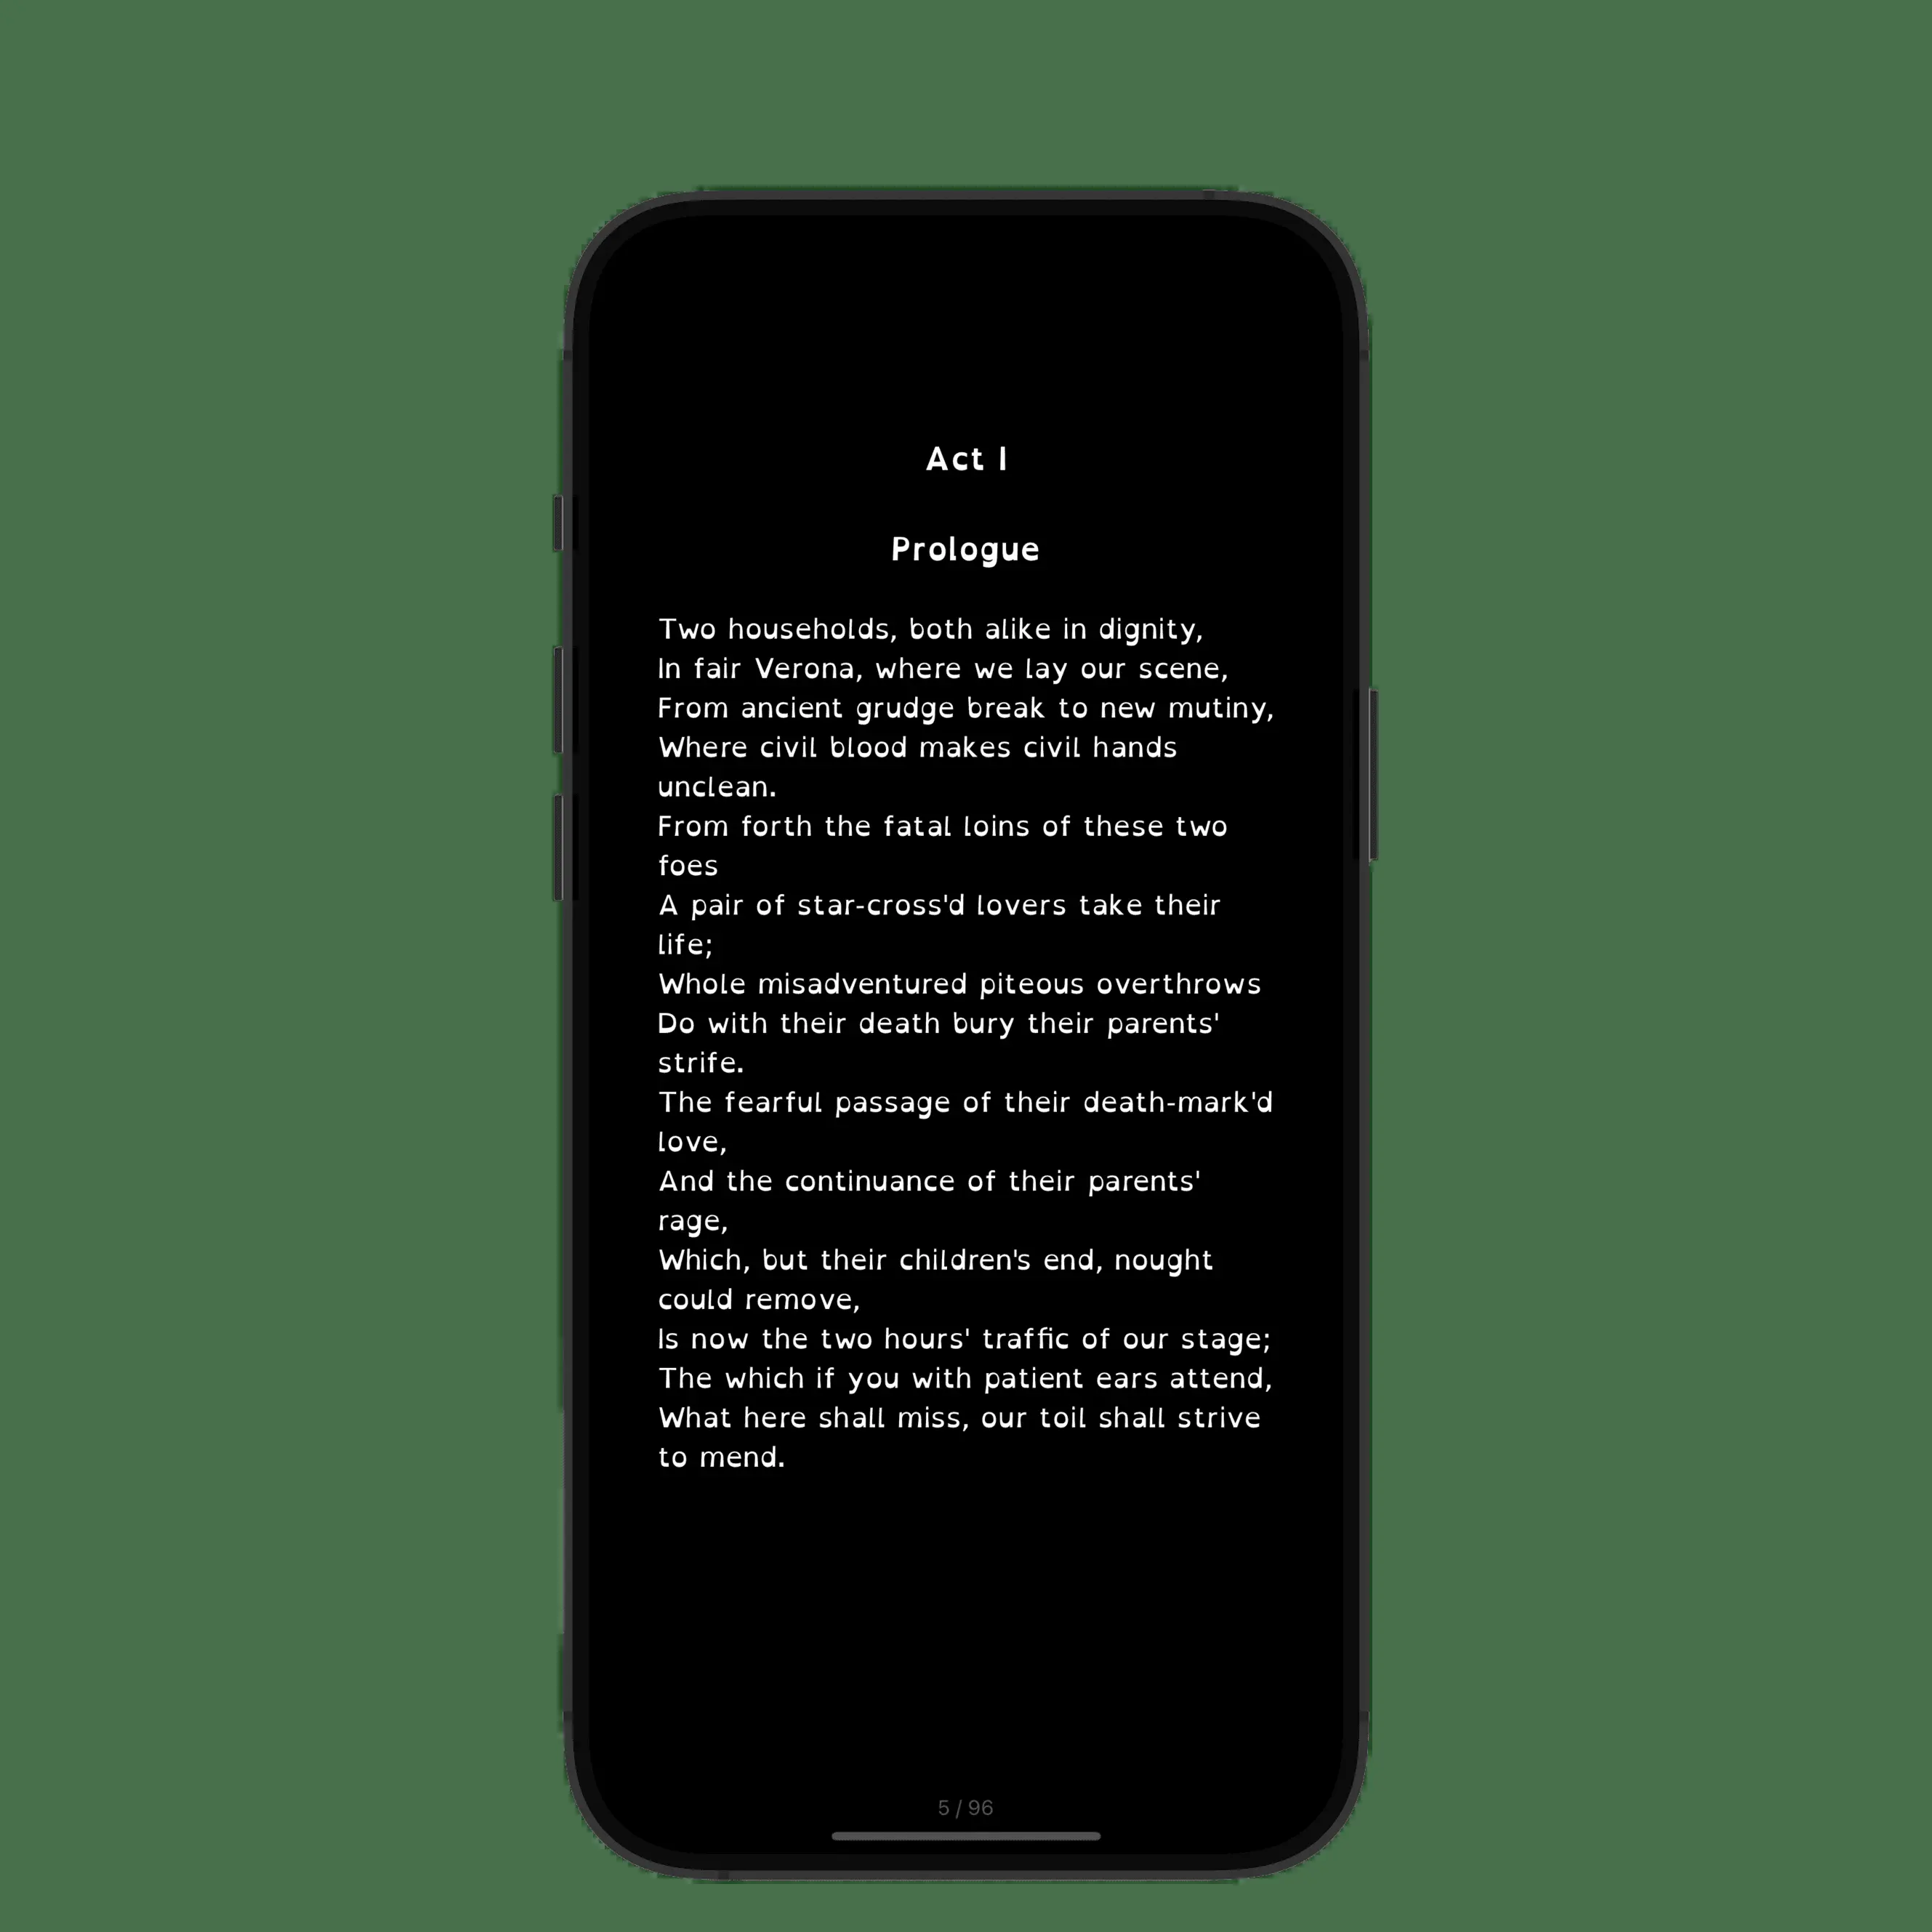 Act I
Prologue
Two households, both alike in dignity,
In fair Verona, where we lay our scene,
From ancient grudge break to new mutiny,
Where civil blood makes civil hands
unclean.
From forth the fatal loins of these two
foes
A pair of star-cross'd lovers take their
life;
Whole misadventured piteous overthrows
Do with their death bury their parents'
strife.
The fearful passage of their death-mark'd
love,
And the continuance of their parents'
rage,
Which, but their children's end, nought
could remove,
Is now the two hours' traffic of our stage;
The which if you with patient ears attend,
What here shall miss, our toil shall strive
to mend.
5 / 96